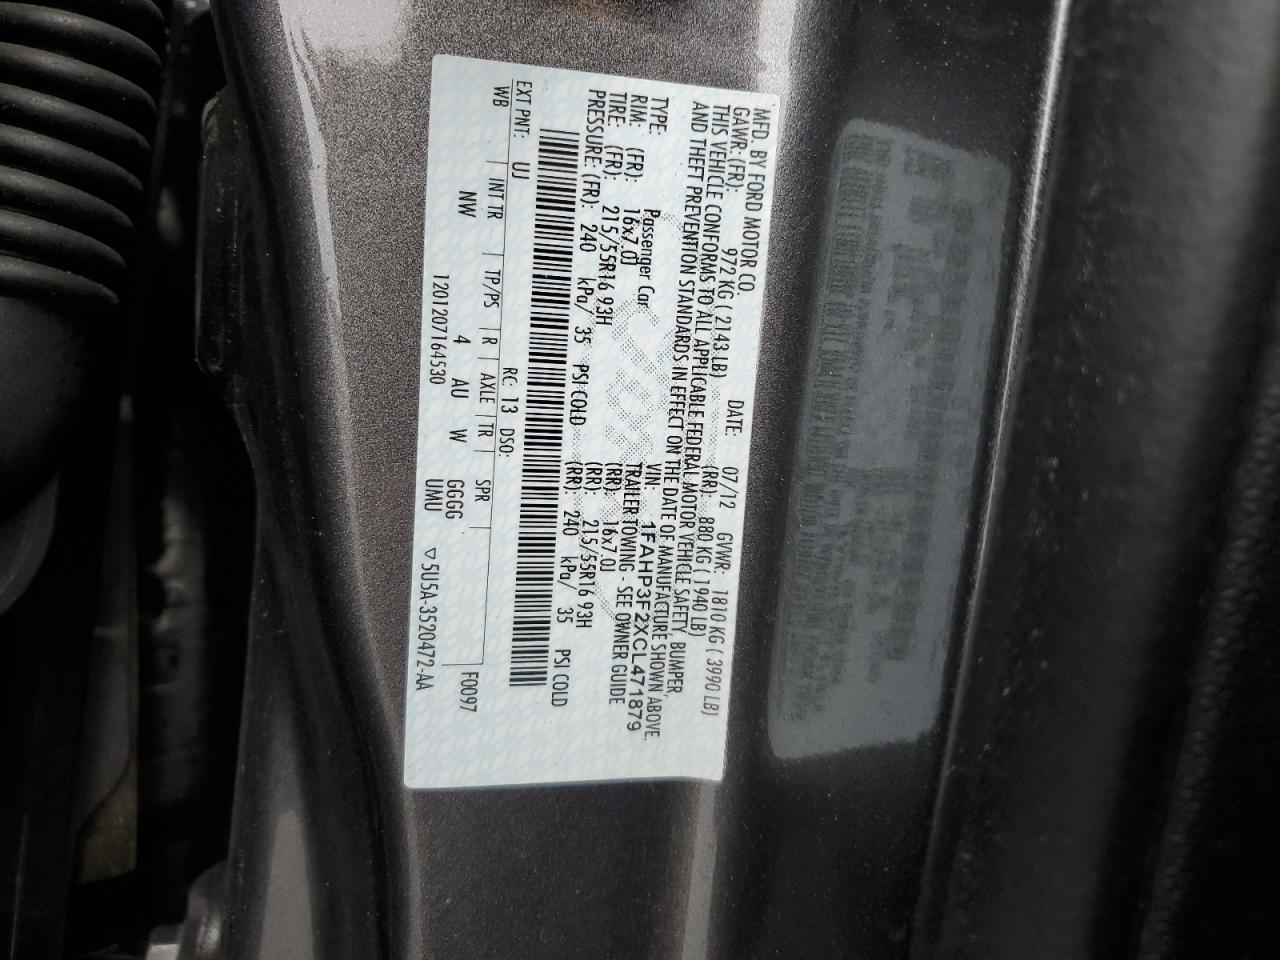 MFD. BY FORD MOTOR CO.
DATE: 07/12 GVWR: 1810 KG ( 3990 LB)
GAWR: (FR): 972 KG ( 2143 LB) (RR): 880 KG ( 1940 LB)
THIS VEHICLE CONFORMS TO ALL APPLICABLE FEDERAL MOTOR VEHICLE SAFETY, BUMPER,
AND THEFT PREVENTION STANDARDS IN EFFECT ON THE DATE OF MANUFACTURE SHOWN ABOVE.
VIN: 1FAHP3F2XCL471879
TYPE: Passenger Car TRAILER TOWING - SEE OWNER GUIDE
RIM: (FR): 16x7.0J (RR): 16x7.0J
TIRE: (FR): 215/55R16 93H (RR): 215/55R16 93H
PRESSURE: (FR): 240 kPa/ 35 PSI COLD (RR): 240 kPa/ 35 PSI COLD
EXT PNT: UJ RC: 13 DSO: F0097
WB INT TR TP/PS R AXLE TR SPR
NW 4 AU W GGGG
UMU
1201207164530 ▽5U5A-3520472-AA